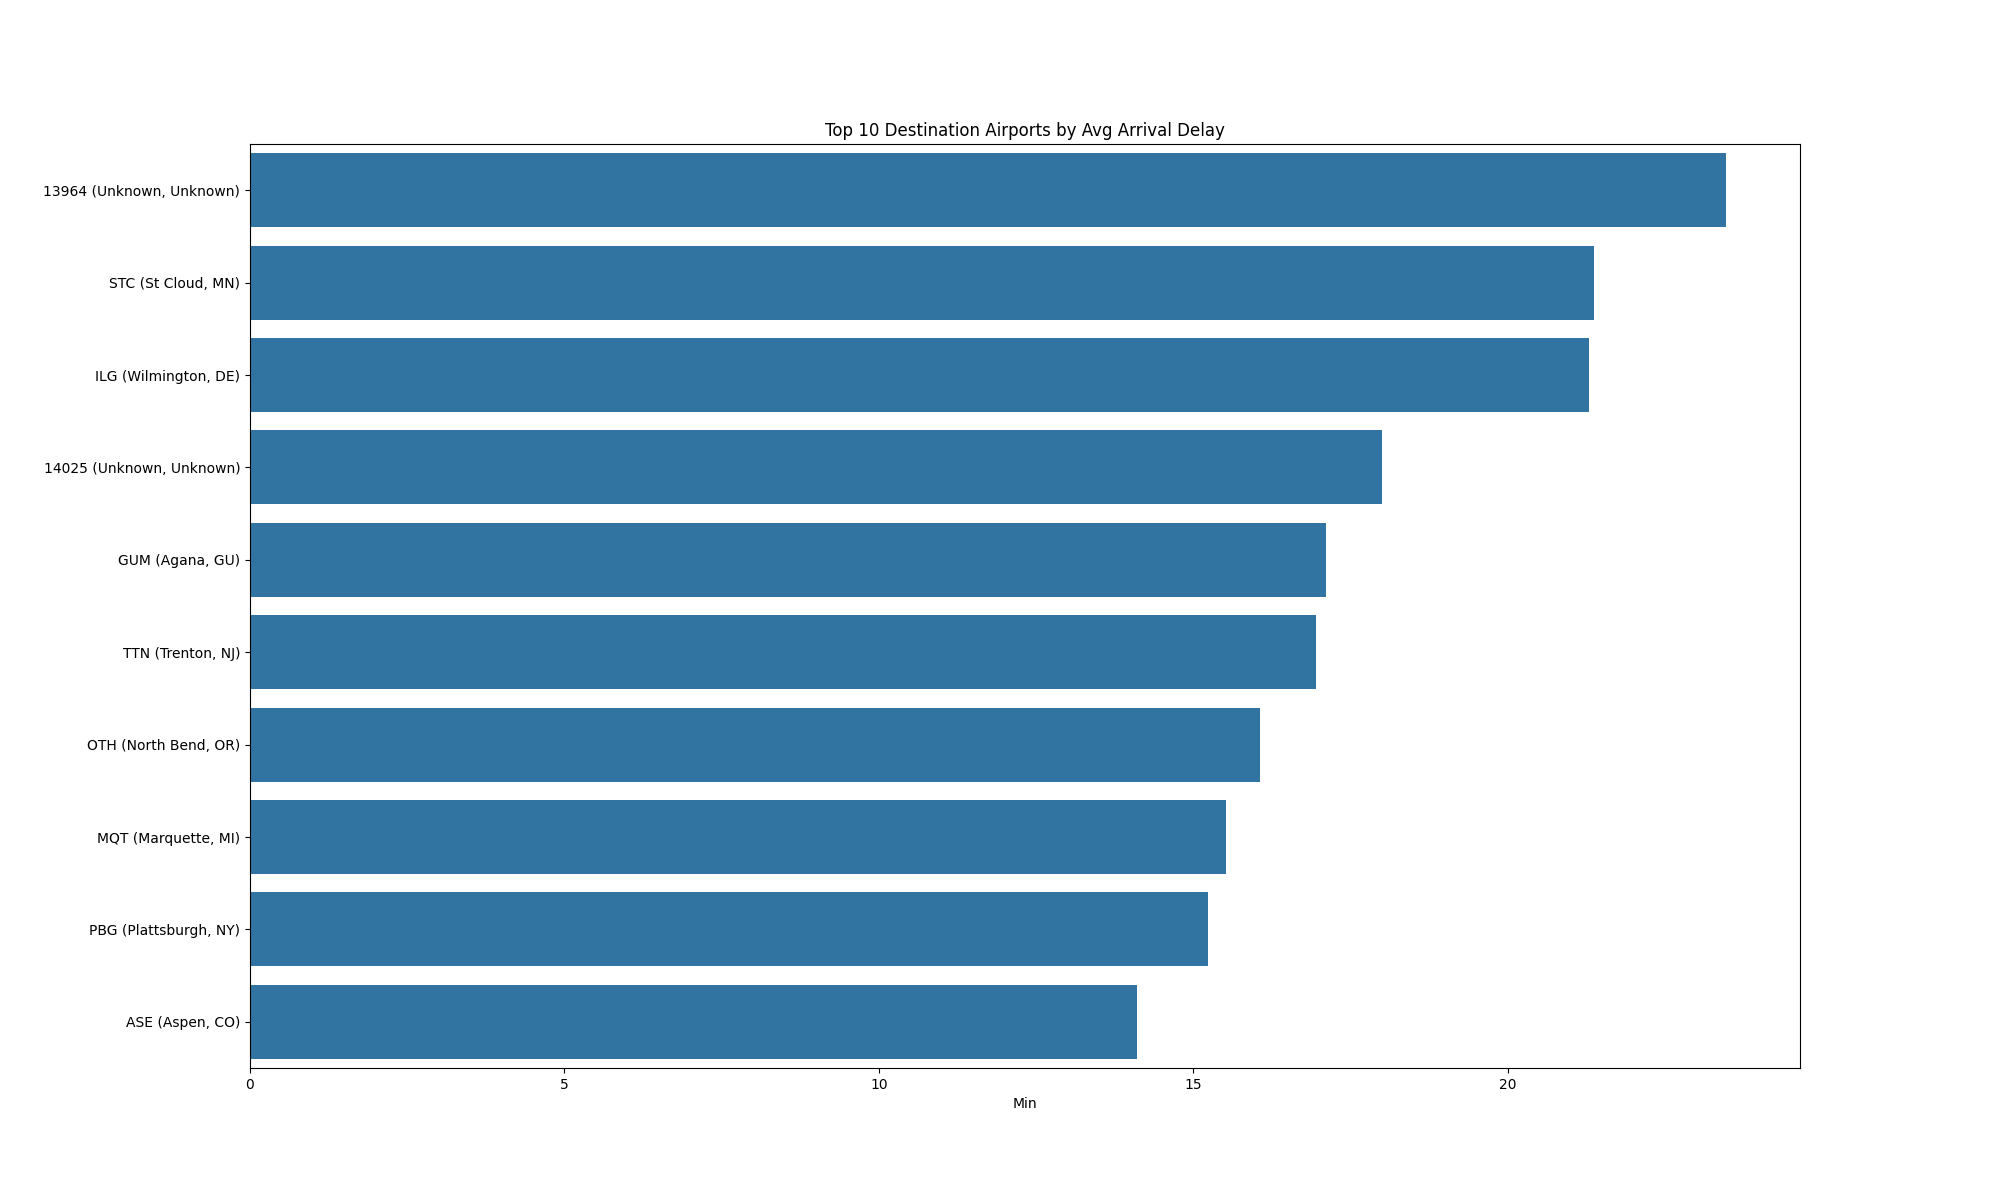 Top 10 Destination Airports by Avg Arrival Delay
13964 (Unknown, Unknown)
STC (St Cloud, MN)
ILG (Wilmington, DE)
14025 (Unknown, Unknown)
GUM (Agana, GU)
TTN (Trenton, NJ)
OTH (North Bend, OR)
MQT (Marquette, MI)
PBG (Plattsburgh, NY)
ASE (Aspen, CO)
0 5 10 15 20
Min